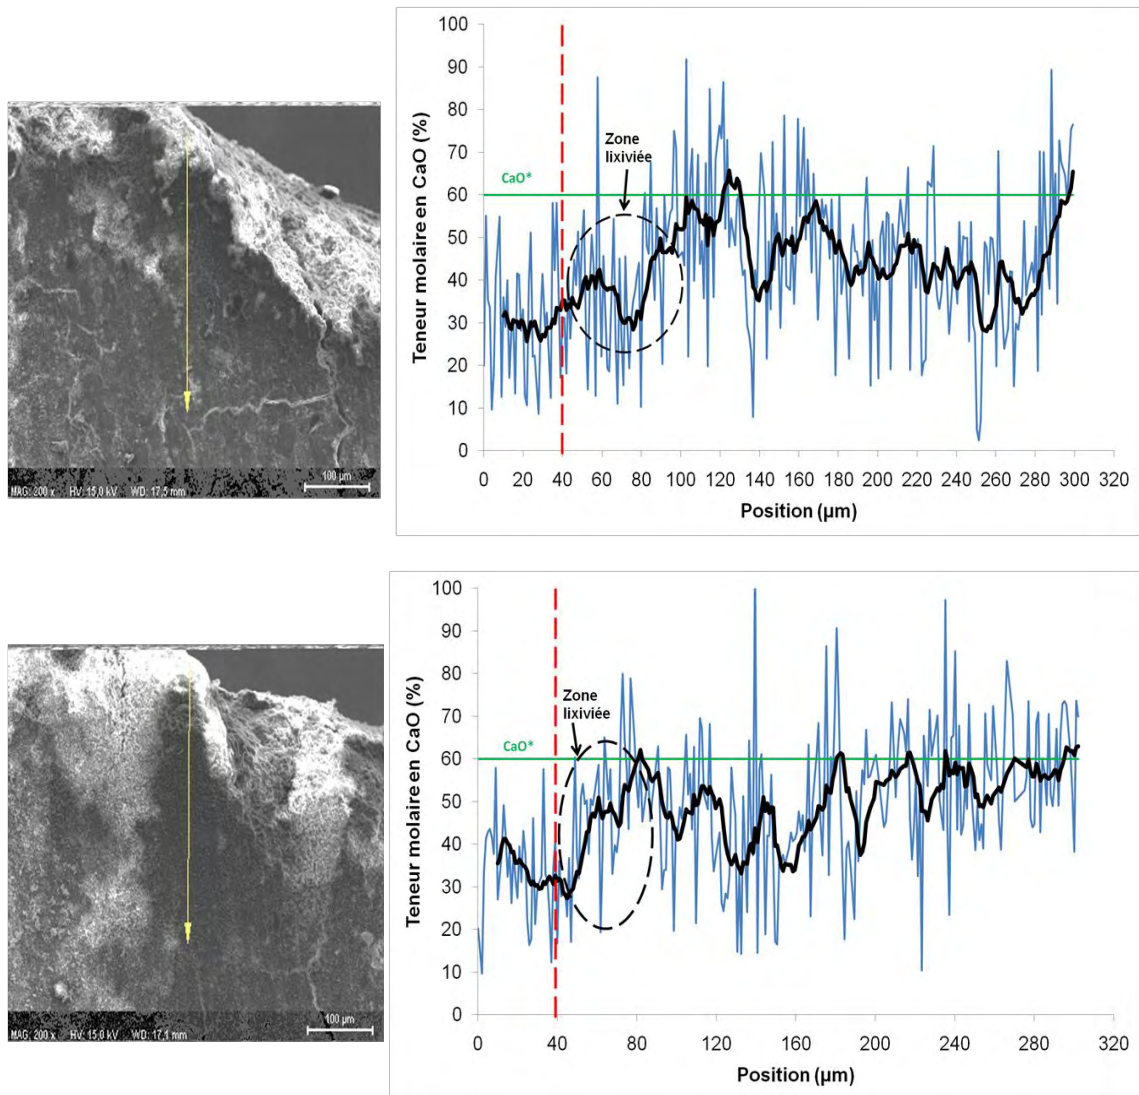 100
90
80
70
60
50
40
30
20
10
0
Teneur molaire en CaO (%)
CaO*
Zone
lixiviée
0 20 40 60 80 100 120 140 160 180 200 220 240 260 280 300 320
Position (µm)
100 µm
MAG: 200 x HV: 15,0 kV WD: 17,5 mm
100
90
80
70
60
50
40
30
20
10
0
Teneur molaire en CaO (%)
CaO*
Zone
lixiviée
0 40 80 120 160 200 240 280 320
Position (µm)
100 µm
MAG: 200 x HV: 15,0 kV WD: 17,1 mm